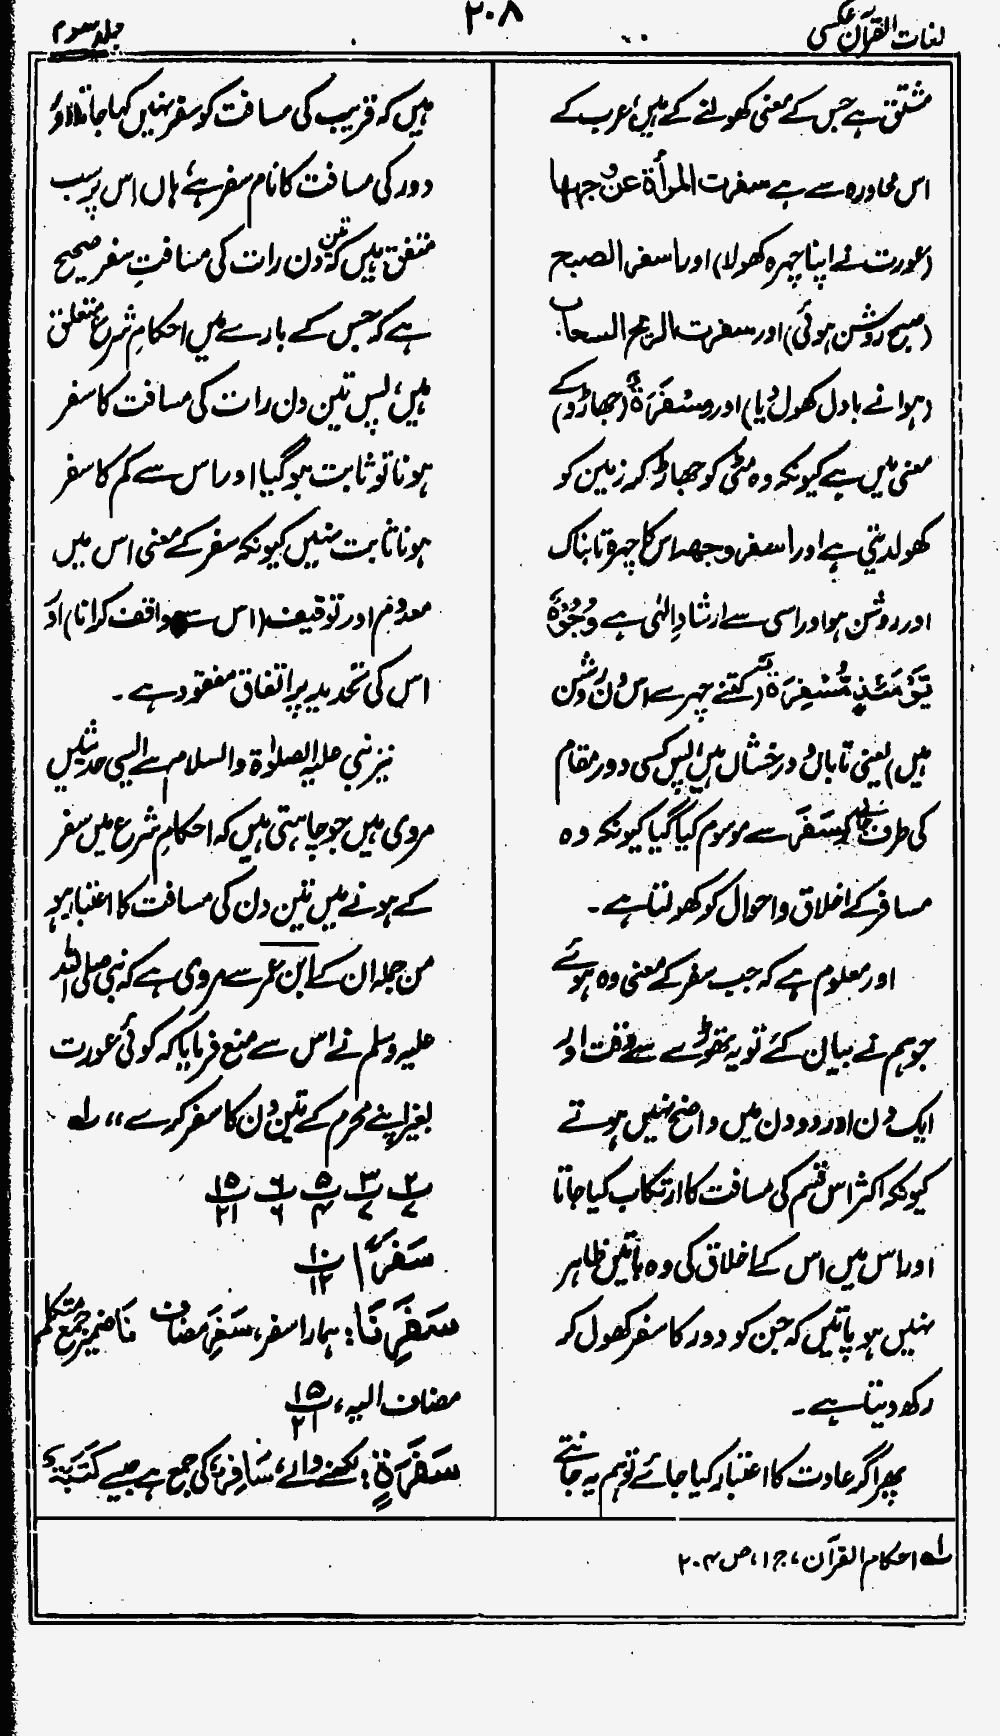 لغات القرآن عکسی
۲۰۸
جلد سوم
مشتق ہے جس کے معنی کھولنے کے ہیں، عرب کے
اس محاورہ سے ہے سفرت المرأة عن وجهها
(عورت نے اپنا چہرہ کھولا) اور اسفر الصبح
(صبح روشن ہوئی) اور سفرت الریح السحاب
(ہوا نے بادل کھول دیا) اور مِسْفَرَةٌ (جھاڑو) کے
معنی میں ہے کیونکہ وہ مٹی کو جھاڑ کر زمین کو
کھولدیتی ہے اور اسفر وجهہ اس کا چہرہ تابناک
اور روشن ہوا اور اسی سے ارشادِ الٰہی ہے وُجُوْهٌ
یَّوْمَئِذٍ مُّسْفِرَةٌ (کتنے چہرے اس دن روشن
ہیں) یعنی تاباں و درخشاں ہیں، پس کسی دور مقام
کی طرف جانے کو سَفَر سے موسوم کیا گیا کیونکہ وہ
مسافر کے اخلاق و احوال کو کھولتا ہے۔
اور معلوم ہے کہ جب سفر کے معنی وہ ہوئے
جو ہم نے بیان کئے تو یہ تھوڑے سے وقت اور
ایک دن اور دو دن میں واضح نہیں ہوتے
کیونکہ اکثر اس قسم کی مسافت کا ارتکاب کیا جاتا
اور اس میں اس کے اخلاق کی وہ باتیں ظاہر
نہیں ہو پاتیں کہ جن کو دور کا سفر کھول کر
رکھ دیتا ہے۔
پھر اگر عادت کا اعتبار کیا جائے تو ہم یہ جانتے
ہیں کہ قریب کی مسافت کو سفر نہیں کہا جاتا اور
دور کی مسافت کا نام سفر ہے، ہاں اس پر سب
متفق ہیں کہ تین دن رات کی مسافتِ سفر صحیح
ہے کہ جس کے بارے میں احکامِ شرع متعلق
ہیں، پس تین دن رات کی مسافت کا سفر
ہونا تو ثابت ہو گیا اور اس سے کم کا سفر
ہونا ثابت نہیں کیونکہ سفر کے معنی اس میں
معدوم اور توقیف (اس سے واقف کرانا) اور
اس کی تحدید پر اتفاق مفقود ہے۔
نیز نبی علیہ الصلوٰۃ والسلام سے ایسی حدیثیں
مروی ہیں جو چاہتی ہیں کہ احکامِ شرع میں سفر
کے ہونے میں تین دن کی مسافت کا اعتبار ہو
من جملہ ان کے ابن عمر سے مروی ہے کہ نبی صلی اللہ
علیہ وسلم نے اس سے منع فرمایا کہ کوئی عورت
بغیر اپنے محرم کے تین دن کا سفر کرے،، لہ
پ۲/۷ پ۳/۷ پ۵/۴ پ۶/۶ پ۱۵/۲۱
سَفَرًا پ۱۰/۱۲
سَفَرِنَا: ہمارا سفر، سَفَرِ مضاف نَا ضمیر جمع متکلم
مضاف الیہ، پ۱۵/۲۱
سَفَرَةٍ: لکھنے والے، سَافِرٌ کی جمع ہے جیسے کَتَبَةٌ
لہ احکام القرآن، ج ۱، ص ۲۰۴